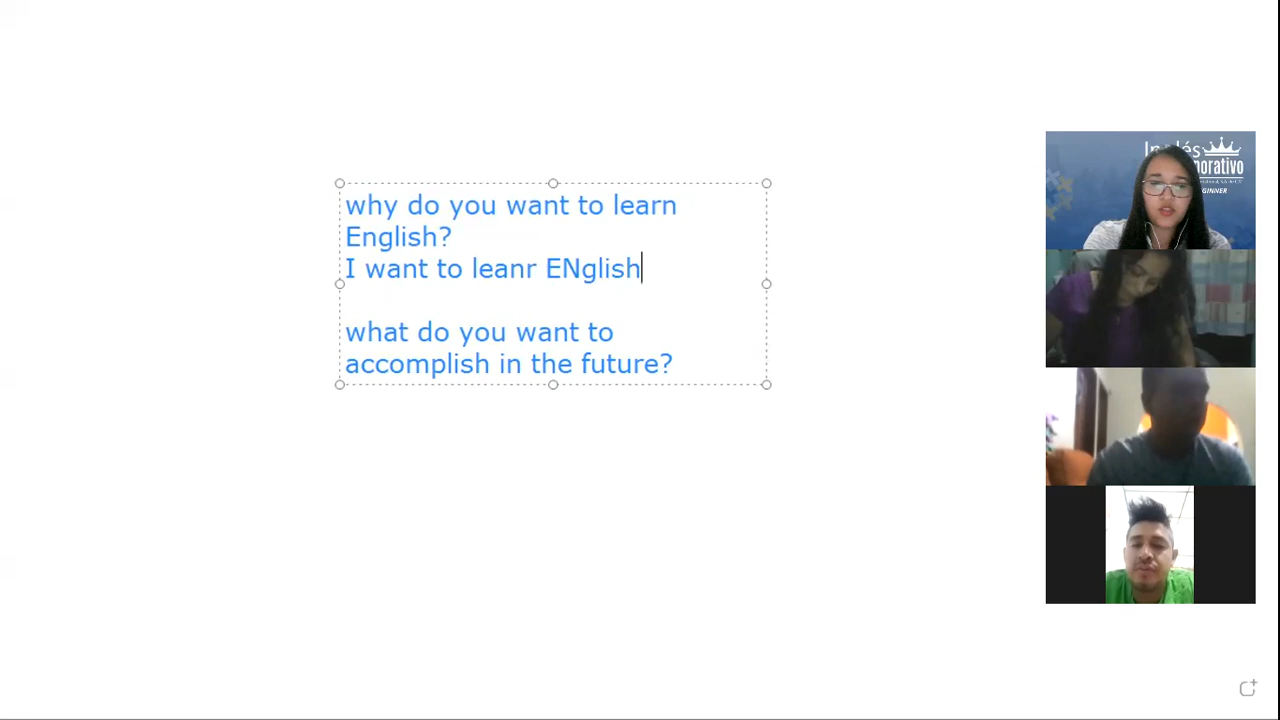 why do you want to learn
English?
I want to leanr ENglish
what do you want to
accomplish in the future?